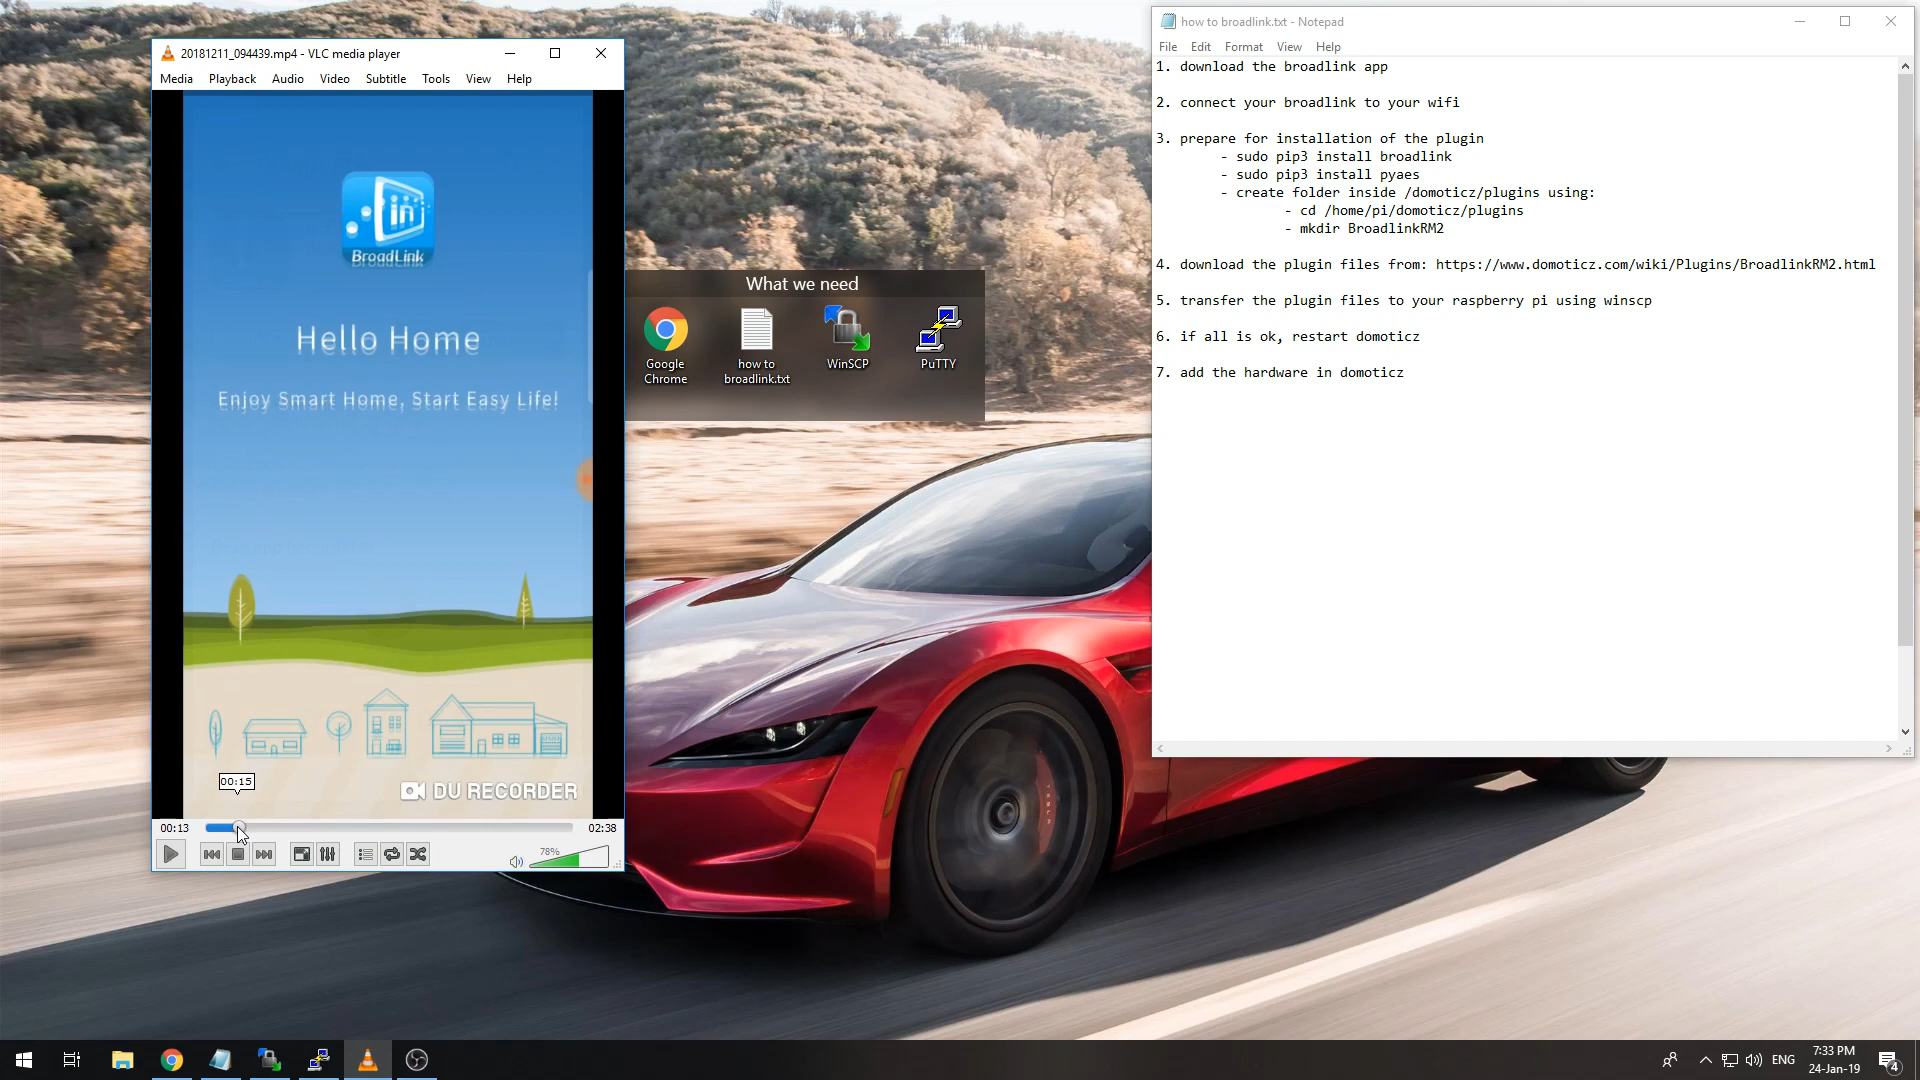 20181211_094439.mp4 - VLC media player
Media Playback Audio Video Subtitle Tools View Help
in
BroadLink
Hello Home
Enjoy Smart Home, Start Easy Life!
00:15
DU RECORDER
00:13
02:38
78%
What we need
Google Chrome
how to broadlink.txt
WinSCP
PuTTY
how to broadlink.txt - Notepad
File Edit Format View Help
1. download the broadlink app
2. connect your broadlink to your wifi
3. prepare for installation of the plugin
- sudo pip3 install broadlink
- sudo pip3 install pyaes
- create folder inside /domoticz/plugins using:
- cd /home/pi/domoticz/plugins
- mkdir BroadlinkRM2
4. download the plugin files from: https://www.domoticz.com/wiki/Plugins/BroadlinkRM2.html
5. transfer the plugin files to your raspberry pi using winscp
6. if all is ok, restart domoticz
7. add the hardware in domoticz
TESLA
ENG
7:33 PM
24-Jan-19
4